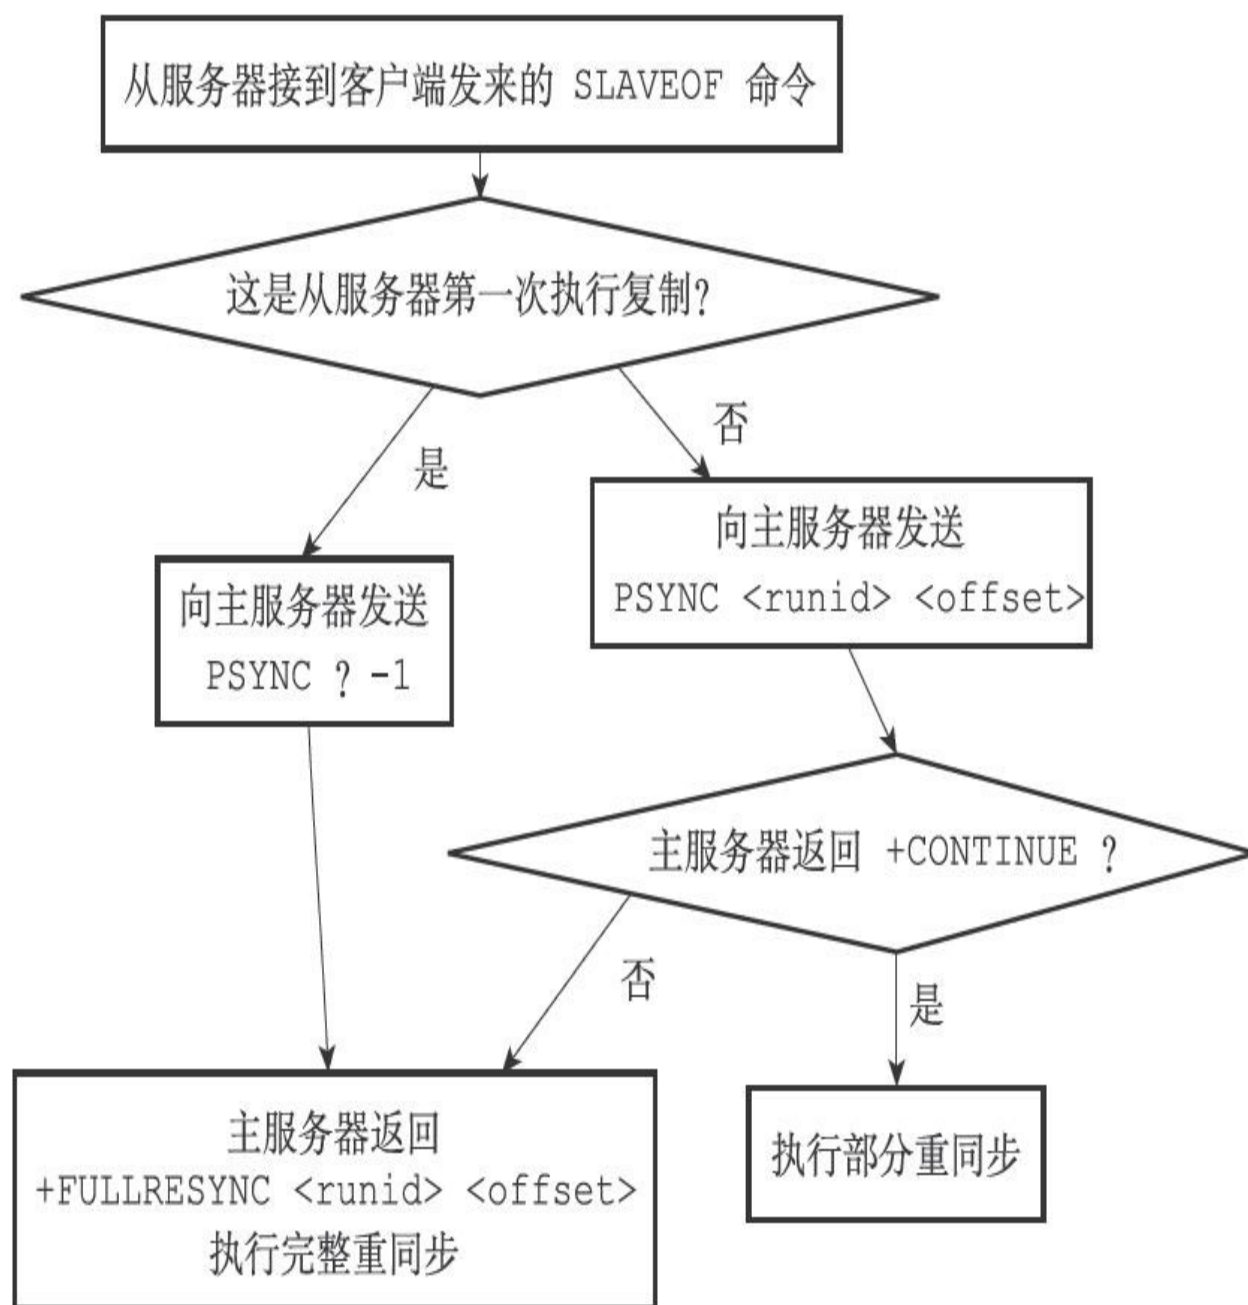 从服务器接到客户端发来的 SLAVEOF 命令
这是从服务器第一次执行复制？
否
是
向主服务器发送
PSYNC <runid> <offset>
向主服务器发送
PSYNC ? -1
主服务器返回 +CONTINUE ?
否
是
主服务器返回
+FULLRESYNC <runid> <offset>
执行完整重同步
执行部分重同步